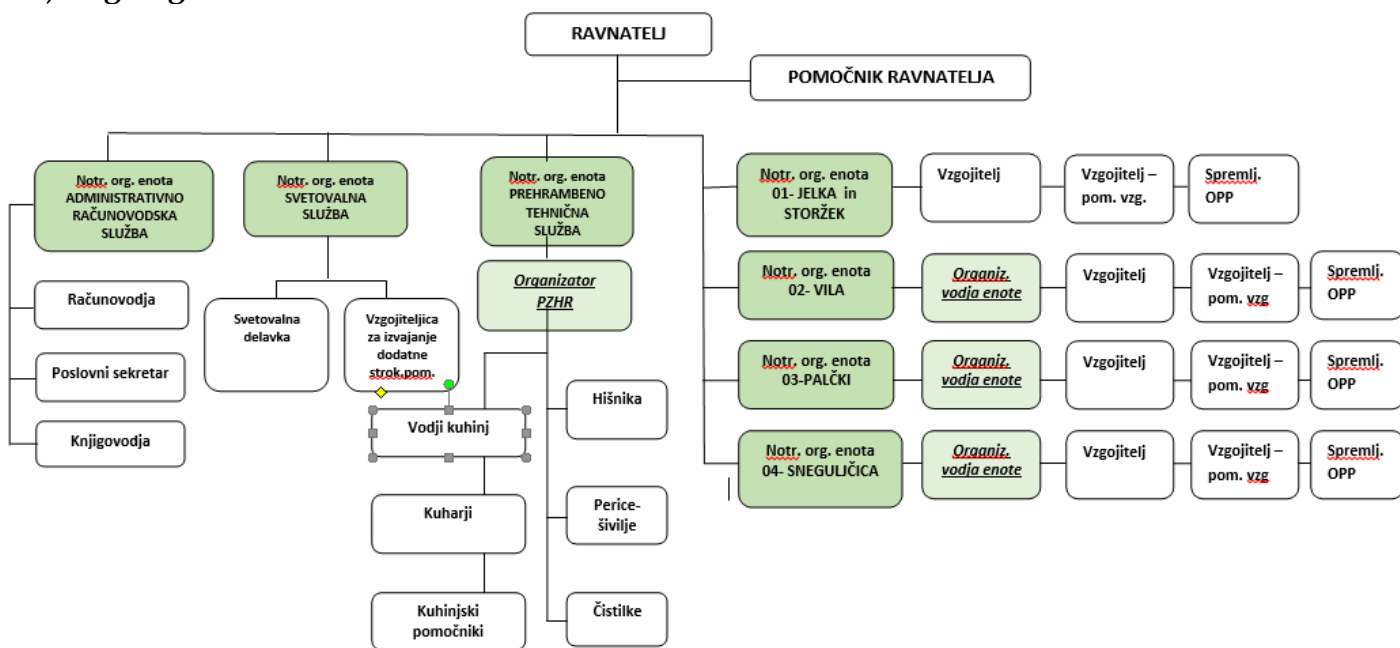 RAVNATELJ
POMOČNIK RAVNATELJA
Notr. org. enota
ADMINISTRATIVNO
RAČUNOVODSKA
SLUŽBA
Računovodja
Poslovni sekretar
Knjigovodja
Notr. org. enota
SVETOVALNA
SLUŽBA
Svetovalna
delavka
Vzgojiteljica
za izvajanje
dodatne
strok.pom.
Notr. org. enota
PREHRAMBENO
TEHNIČNA
SLUŽBA
Organizator
PZHR
Vodji kuhinj
Kuharji
Kuhinjski
pomočniki
Hišnika
Perice-
šivilje
Čistilke
Notr. org. enota
01- JELKA in
STORŽEK
Vzgojitelj
Vzgojitelj –
pom. vzg.
Spremlj.
OPP
Notr. org. enota
02- VILA
Organiz.
vodja enote
Vzgojitelj
Vzgojitelj –
pom. vzg
Spremlj.
OPP
Notr. org. enota
03-PALČKI
Organiz.
vodja enote
Vzgojitelj
Vzgojitelj –
pom. vzg
Spremlj.
OPP
Notr. org. enota
04- SNEGULJČICA
Organiz.
vodja enote
Vzgojitelj
Vzgojitelj –
pom. vzg
Spremlj.
OPP